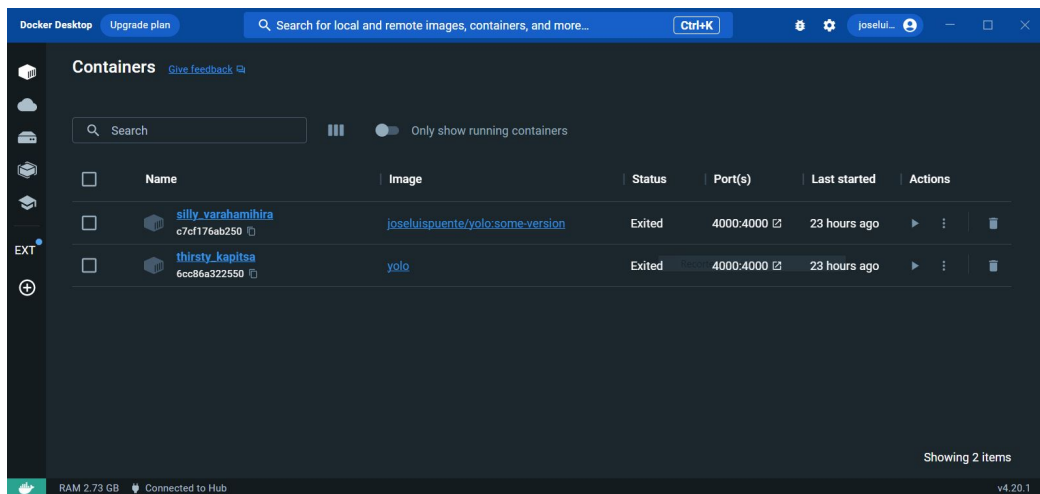 Docker Desktop Upgrade plan Search for local and remote images, containers, and more... Ctrl+K joselui...
Containers Give feedback
Search Only show running containers
Name Image Status Port(s) Last started Actions
silly_varahamihira
c7cf176ab250
joseluispuente/yolo:some-version Exited 4000:4000 23 hours ago
EXT
thirsty_kapitsa
6cc86a322550
yolo Exited 4000:4000 23 hours ago
Showing 2 items
RAM 2.73 GB Connected to Hub v4.20.1